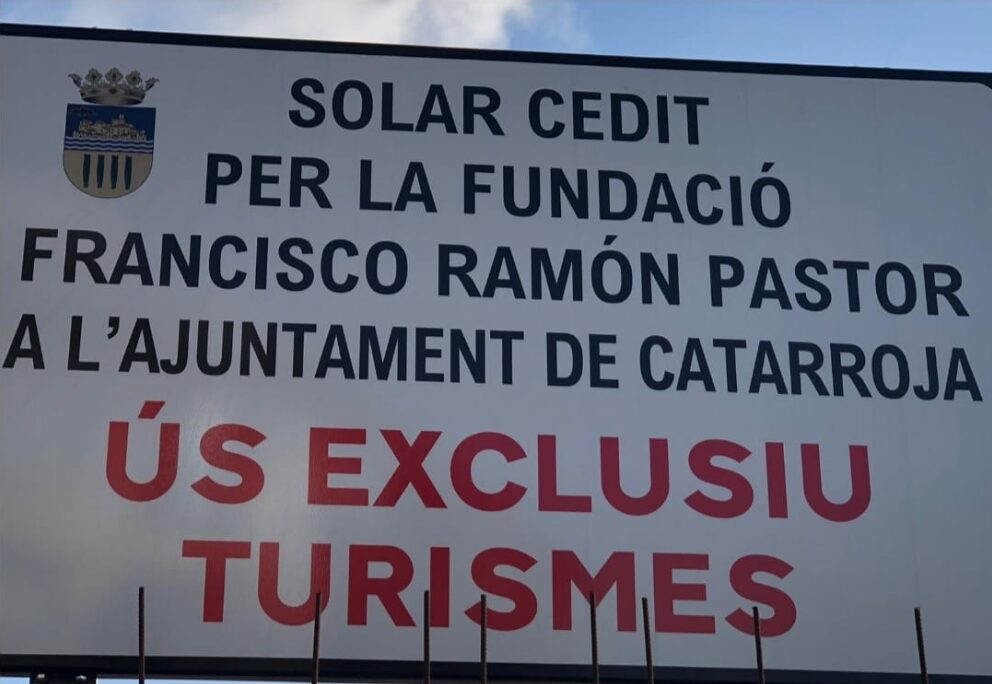 SOLAR CEDIT
PER LA FUNDACIÓ
FRANCISCO RAMÓN PASTOR
A L'AJUNTAMENT DE CATARROJA
ÚS EXCLUSIU
TURISMES